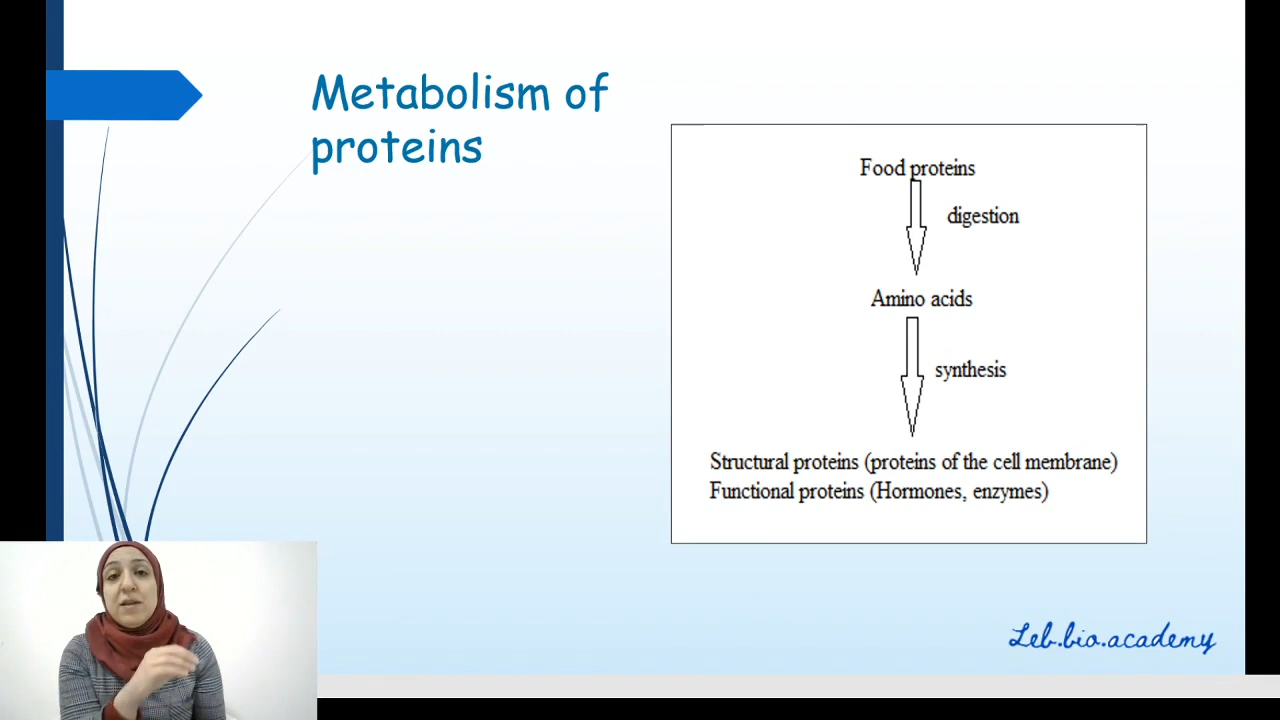 Metabolism of
proteins
Food proteins
digestion
Amino acids
synthesis
Structural proteins (proteins of the cell membrane)
Functional proteins (Hormones, enzymes)
Leb.bio.academy